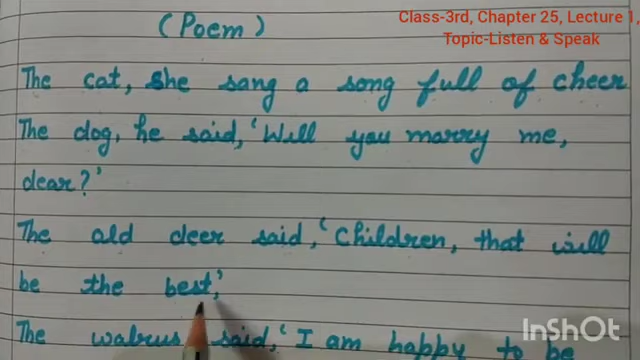 (Poem)
Class-3rd, Chapter 25, Lecture 1,
Topic-Listen & Speak
The cat, she sang a song full of cheer
The dog, he said, 'Will you marry me,
dear?'
The old deer said, 'Children, that will
be the best,'
The walrus said, 'I am happy to be
InShOt